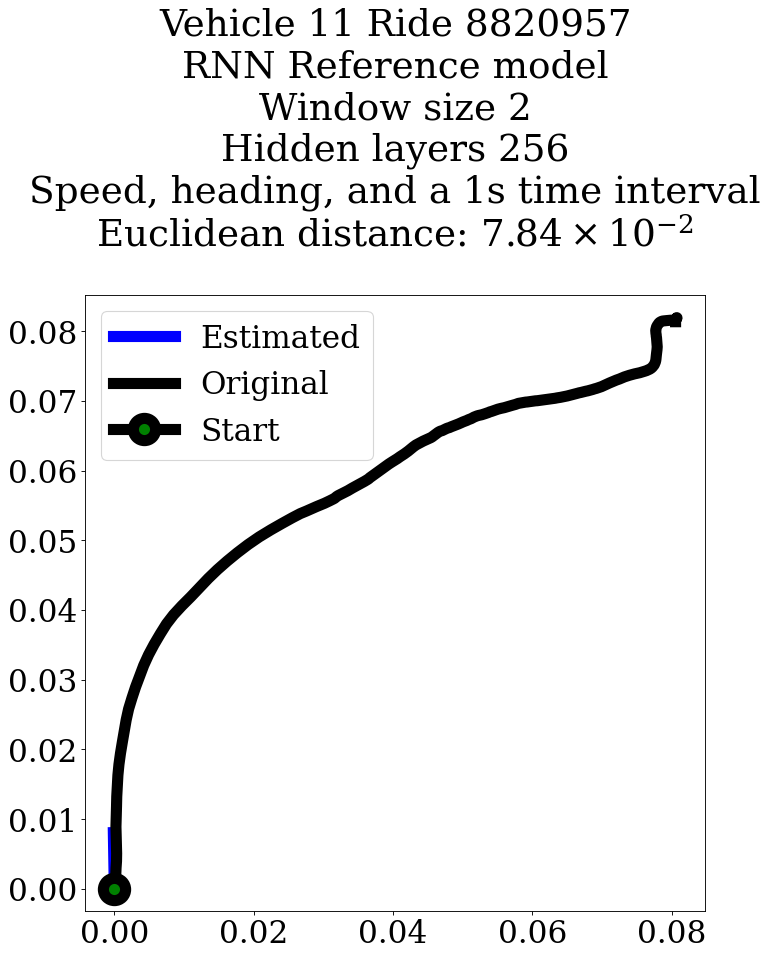 Vehicle 11 Ride 8820957
RNN Reference model
Window size 2
Hidden layers 256
Speed, heading, and a 1s time interval
Euclidean distance: 7.84 × 10⁻²
Estimated
Original
Start
0.08
0.07
0.06
0.05
0.04
0.03
0.02
0.01
0.00
0.00 0.02 0.04 0.06 0.08